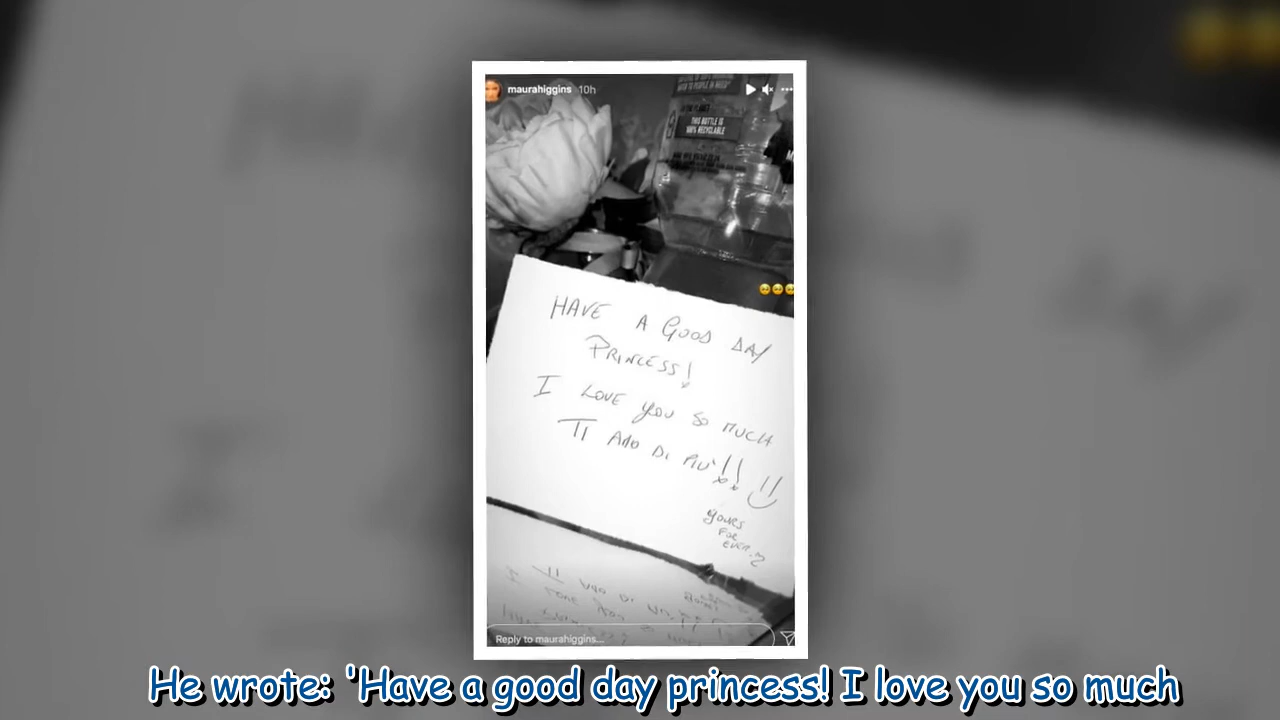 maurahiggins 10h
THIS BOTTLE IS
100% RECYCLABLE
HAVE A GOOD DAY
PRINCESS!
I LOVE YOU SO MUCH
TI AMO DI PIU'!!
YOURS
FOR
EVER
Reply to maurahiggins...
He wrote: 'Have a good day princess! I love you so much